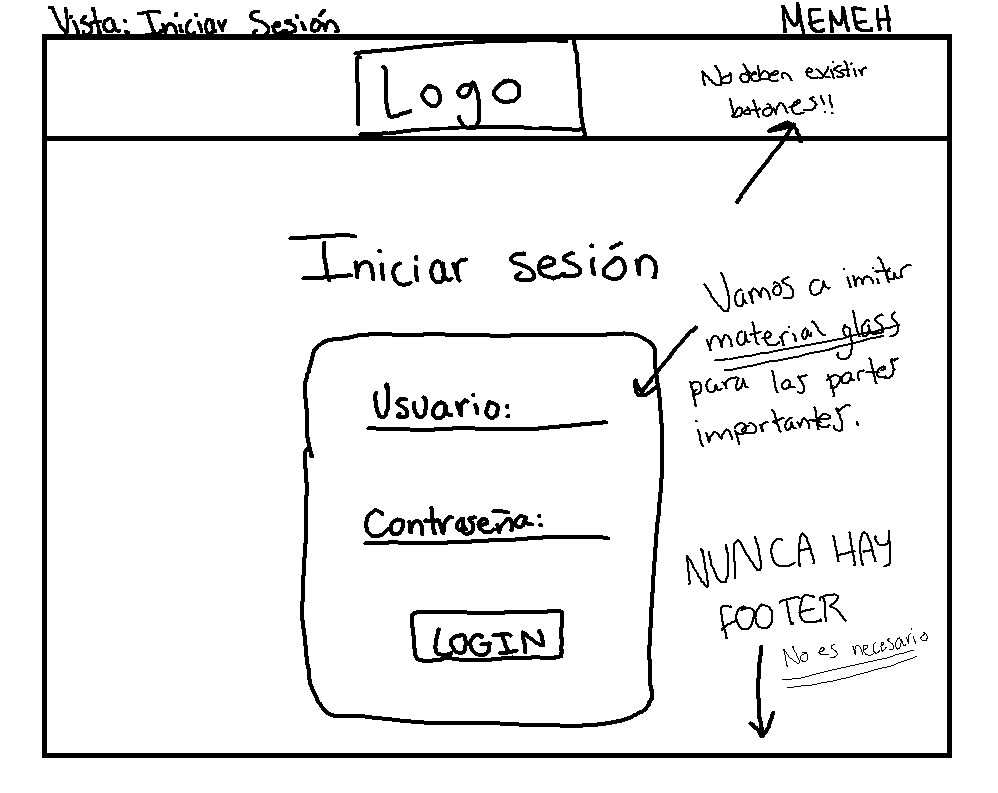 Vista: Iniciar Sesión
MEMEH
Logo
No deben existir
botones!!
Iniciar sesión
Vamos a imitar
material glass
para las partes
importantes.
Usuario:
Contraseña:
LOGIN
NUNCA HAY
FOOTER
No es necesario